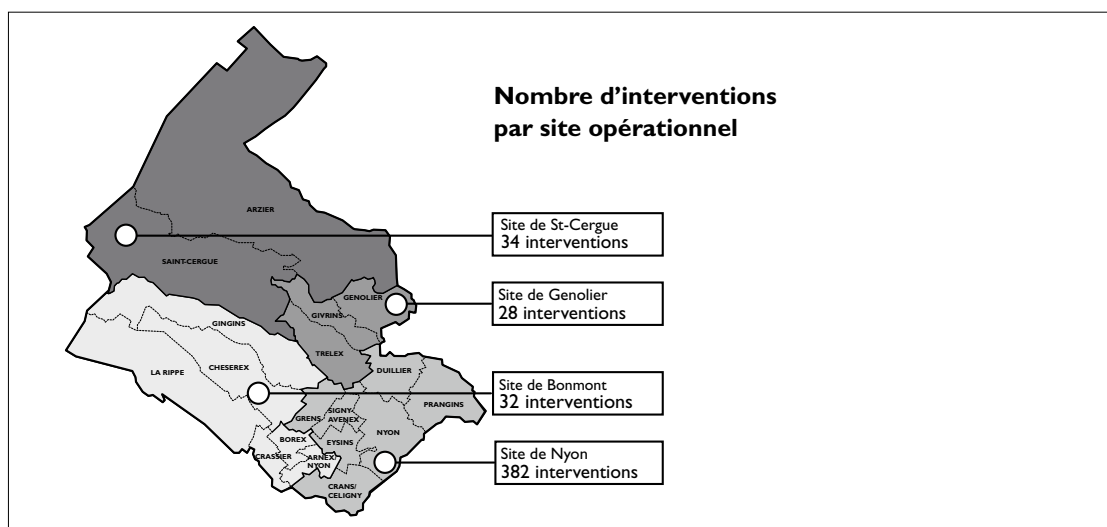 Nombre d'interventions
par site opérationnel
ARZIER
Site de St-Cergue
34 interventions
SAINT-CERGUE
Site de Genolier
28 interventions
GENOLIER
GIVRINS
GINGINS
TRELEX
LA RIPPE
CHESEREX
DUILLIER
Site de Bonmont
32 interventions
PRANGINS
GRENS
SIGNY-
AVENEX
NYON
BOREX
EYSINS
CRASSIER
ARNEX/
NYON
Site de Nyon
382 interventions
CRANS/
CELIGNY